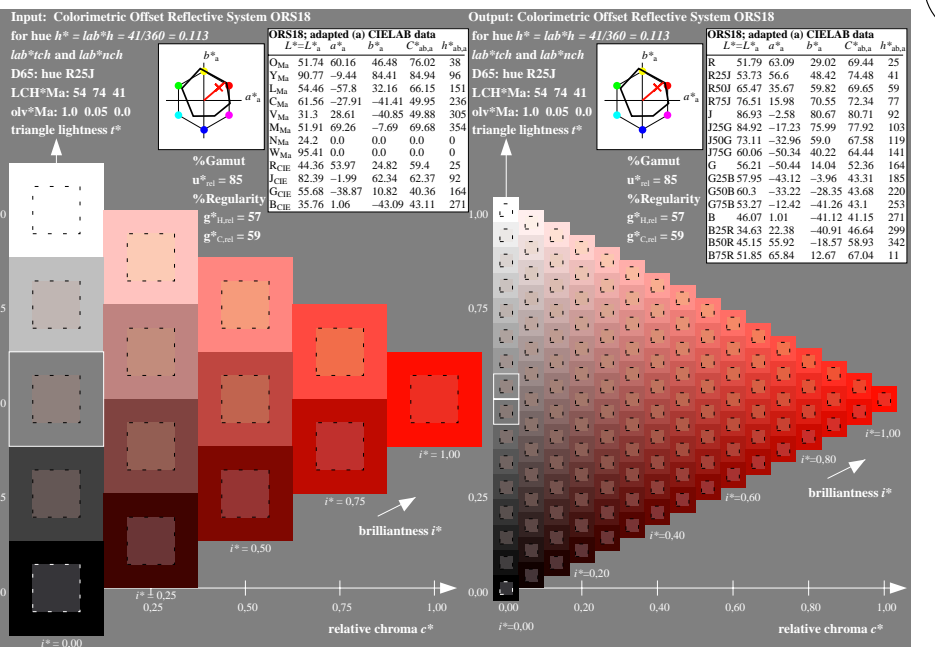 Input: Colorimetric Offset Reflective System ORS18
for hue h* = lab*h = 41/360 = 0.113
lab*tch and lab*nch
D65: hue R25J
LCH*Ma: 54 74 41
olv*Ma: 1.0 0.05 0.0
triangle lightness t*
b*a
a*a
%Gamut
u*rel = 85
%Regularity
g*H,rel = 57
g*C,rel = 59
ORS18; adapted (a) CIELAB data
L*=L*a a*a b*a C*ab,a h*ab,a
OMa 51.74 60.16 46.48 76.02 38
YMa 90.77 −9.44 84.41 84.94 96
LMa 54.46 −57.8 32.16 66.15 151
CMa 61.56 −27.91 −41.41 49.95 236
VMa 31.3 28.61 −40.85 49.88 305
MMa 51.91 69.26 −7.69 69.68 354
NMa 24.2 0.0 0.0 0.0 0
WMa 95.41 0.0 0.0 0.0 0
RCIE 44.36 53.97 24.82 59.4 25
JCIE 82.39 −1.99 62.34 62.37 92
GCIE 55.68 −38.87 10.82 40.36 164
BCIE 35.76 1.06 −43.09 43.11 271
0
5
0
5
0
i* = 1,00
i* = 0,75
brilliantness i*
i* = 0,50
i* = 0,25
0,25
0,50
0,75
1,00
relative chroma c*
i* = 0,00
Output: Colorimetric Offset Reflective System ORS18
for hue h* = lab*h = 41/360 = 0.113
lab*tch and lab*nch
D65: hue R25J
LCH*Ma: 54 74 41
olv*Ma: 1.0 0.05 0.0
triangle lightness t*
b*a
a*a
%Gamut
u*rel = 85
%Regularity
g*H,rel = 57
g*C,rel = 59
ORS18; adapted (a) CIELAB data
L*=L*a a*a b*a C*ab,a h*ab,a
R 51.79 63.09 29.02 69.44 25
R25J 53.73 56.6 48.42 74.48 41
R50J 65.47 35.67 59.82 69.65 59
R75J 76.51 15.98 70.55 72.34 77
J 86.93 −2.58 80.67 80.71 92
J25G 84.92 −17.23 75.99 77.92 103
J50G 73.11 −32.96 59.0 67.58 119
J75G 60.06 −50.34 40.22 64.44 141
G 56.21 −50.44 14.04 52.36 164
G25B 57.95 −43.12 −3.96 43.31 185
G50B 60.3 −33.22 −28.35 43.68 220
G75B 53.27 −12.42 −41.26 43.1 253
B 46.07 1.01 −41.12 41.15 271
B25R 34.63 22.38 −40.91 46.64 299
B50R 45.15 55.92 −18.57 58.93 342
B75R 51.85 65.84 12.67 67.04 11
1,00
0,75
0,50
0,25
0,00
i*=1,00
i*=0,80
brilliantness i*
i*=0,60
i*=0,40
i*=0,20
0,00
0,20
0,40
0,60
0,80
1,00
relative chroma c*
i*=0,00